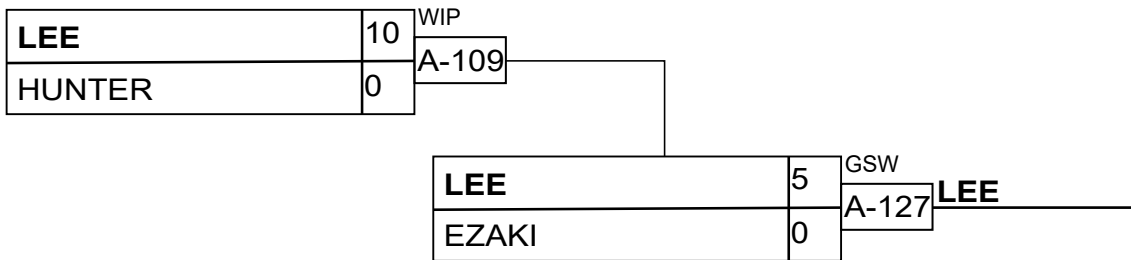 LEE 10 WIP
HUNTER 0 A-109
LEE 5 GSW
EZAKI 0 A-127 LEE